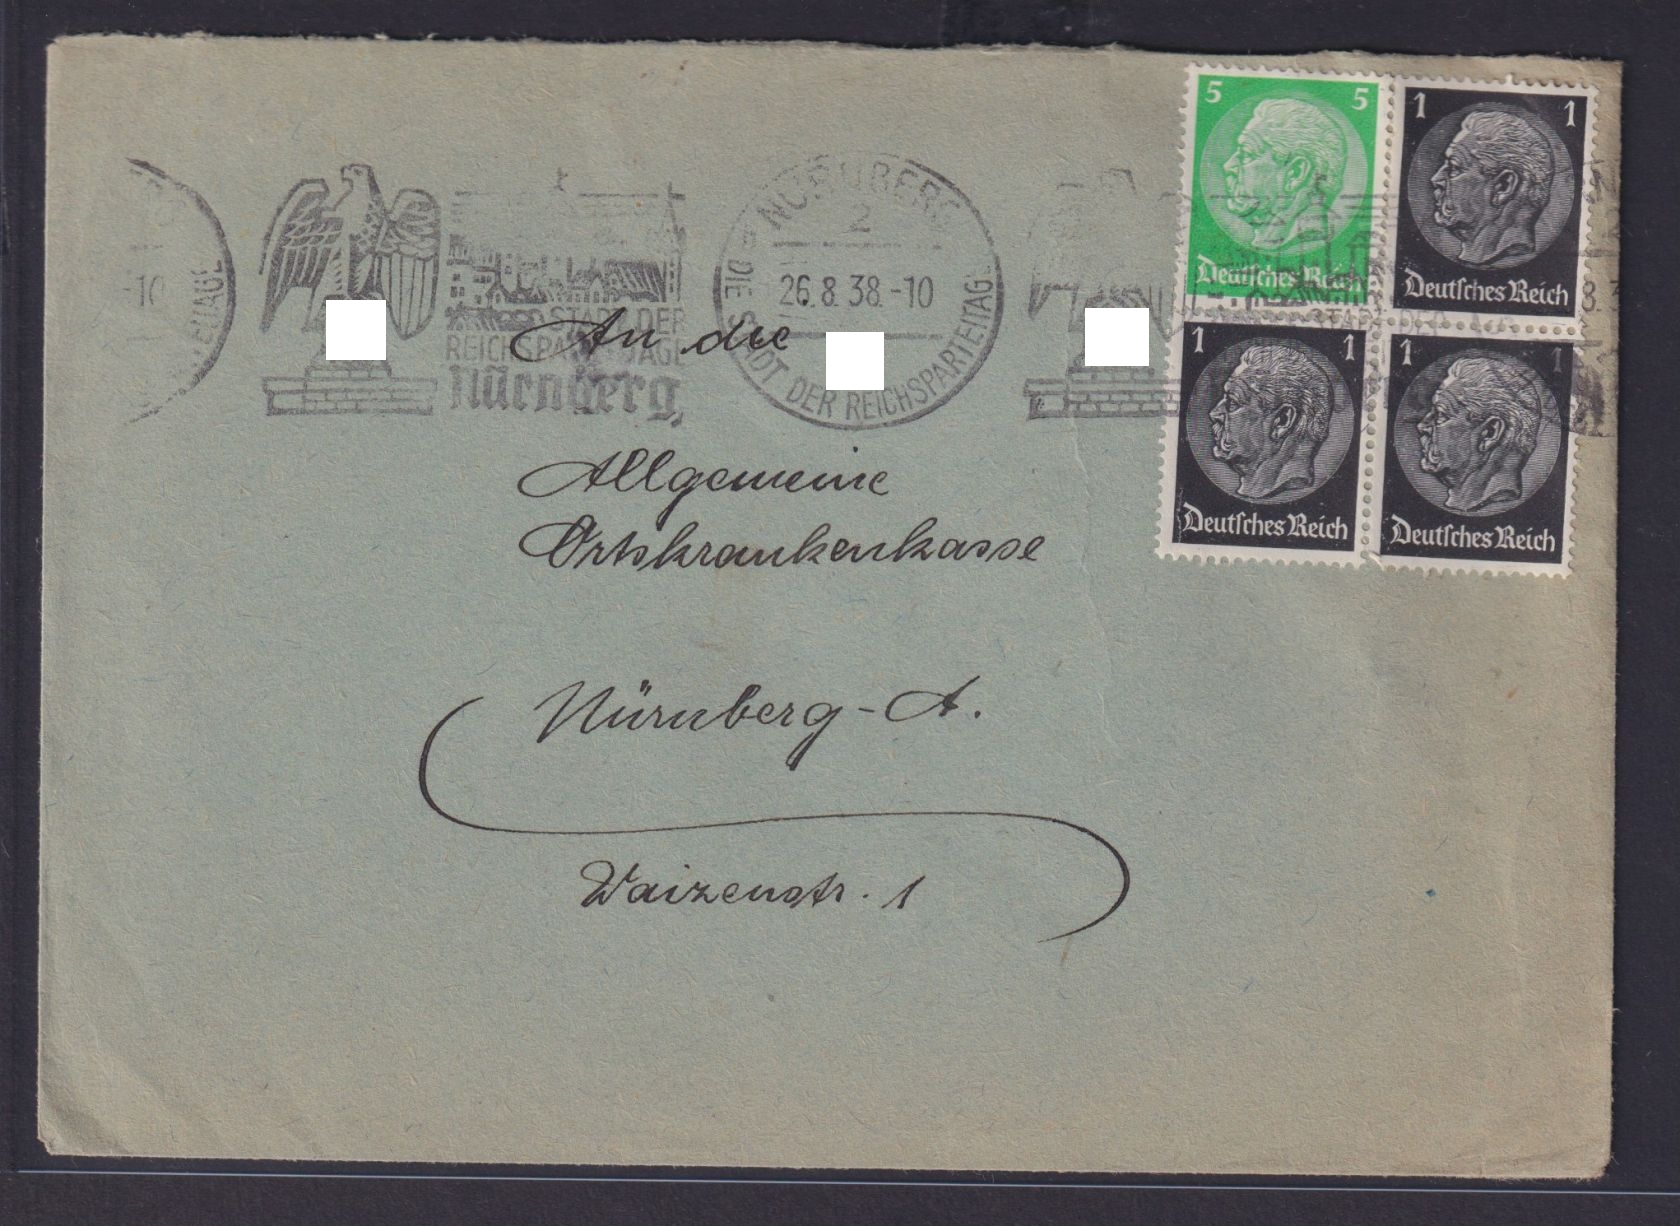 5 5
Deutsches Reich
1 1
Deutsches Reich
1 1
Deutsches Reich
1 1
Deutsches Reich
-10
STADT DER
REICHSPARTEITAGE
Nürnberg
NÜRNBERG
2
26.8.38.-10
DIE STADT DER REICHSPARTEITAGE
An die
Allgemeine
Ortskrankenkasse
Nürnberg-A.
Waizenstr. 1